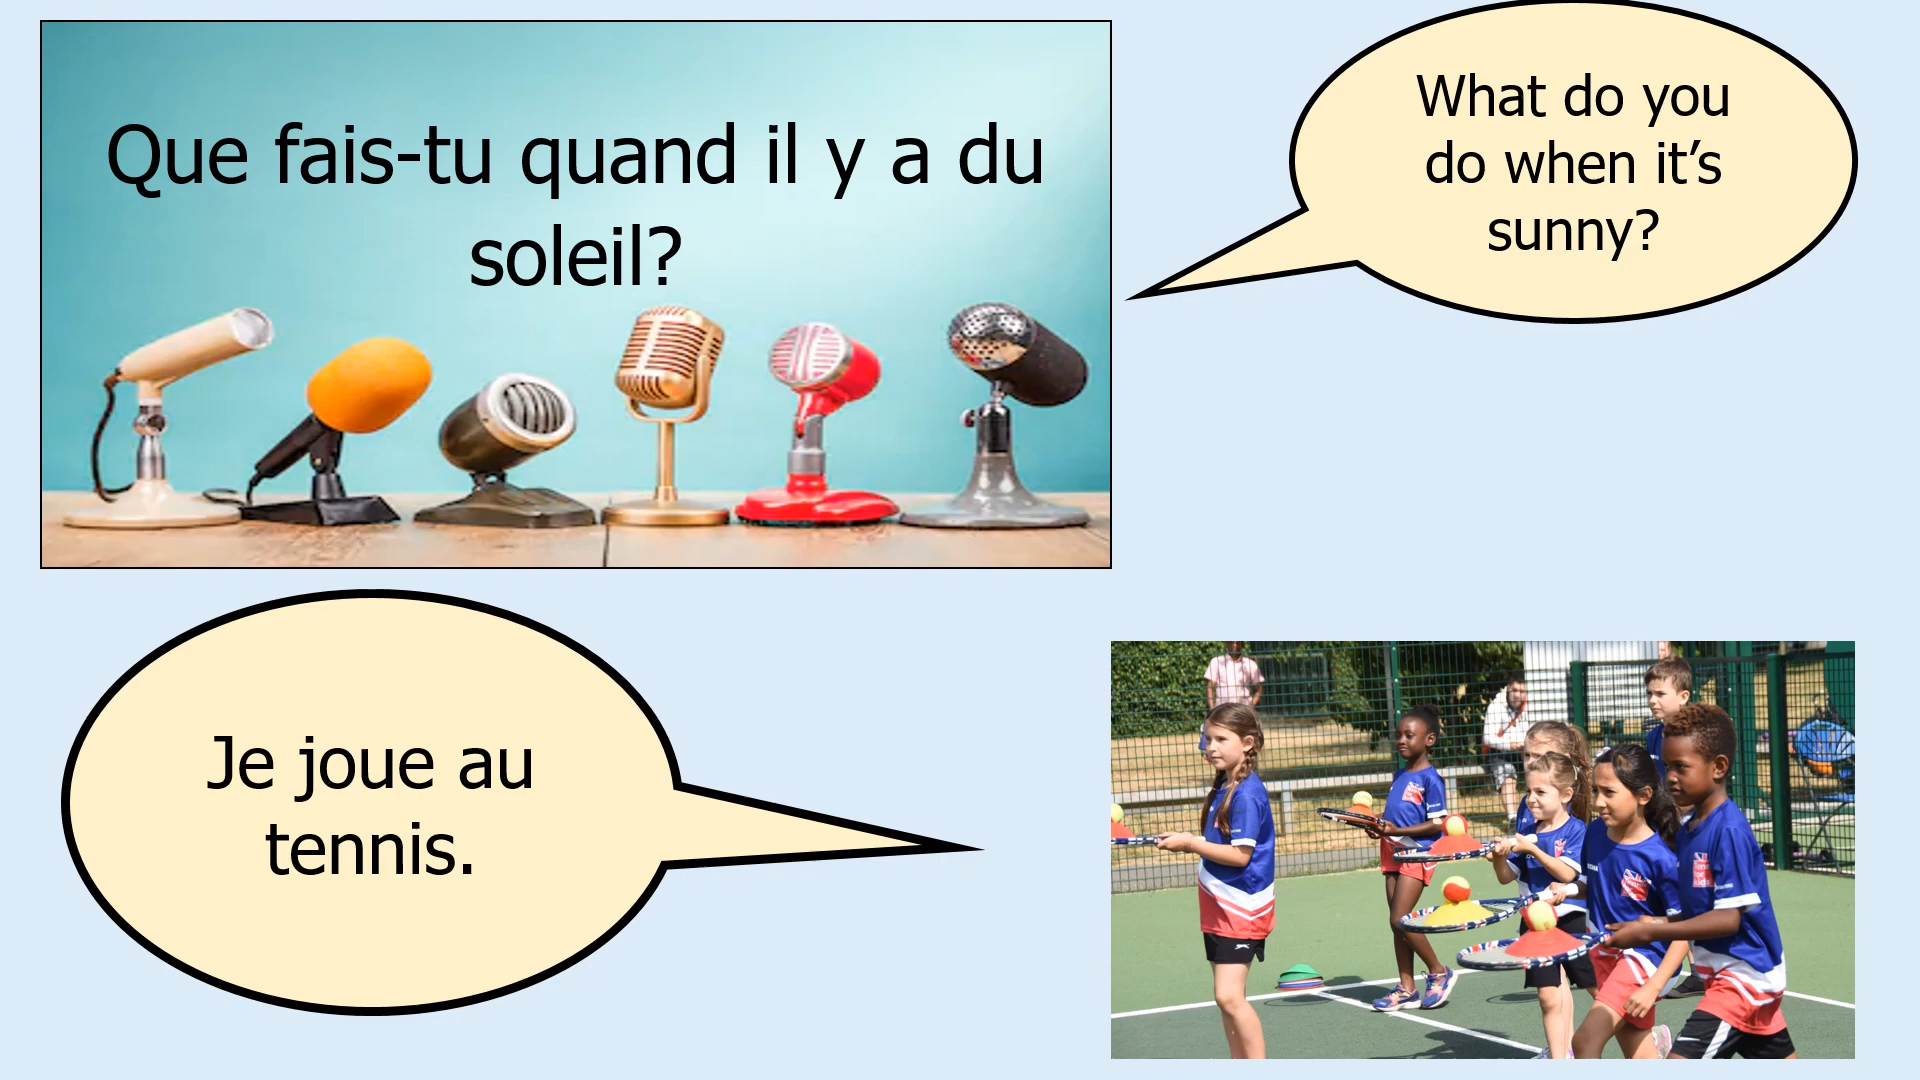 Que fais-tu quand il y a du
soleil?
What do you
do when it’s
sunny?
Je joue au
tennis.